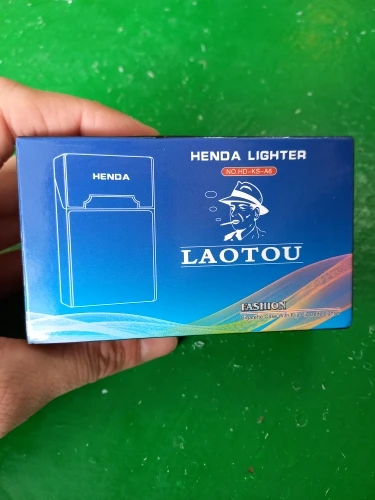 HENDA
HENDA LIGHTER
NO.HD-KS-A6
LAOTOU
FASHION